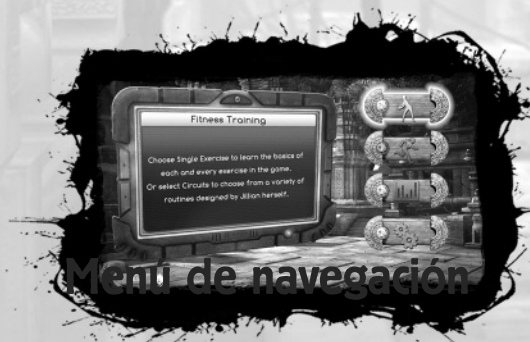 Fitness Training
Choose Single Exercise to learn the basics of
each and every exercise in the game.
Or select Circuits to choose from a variety of
routines designed by Jillian herself.
Menú de navegación